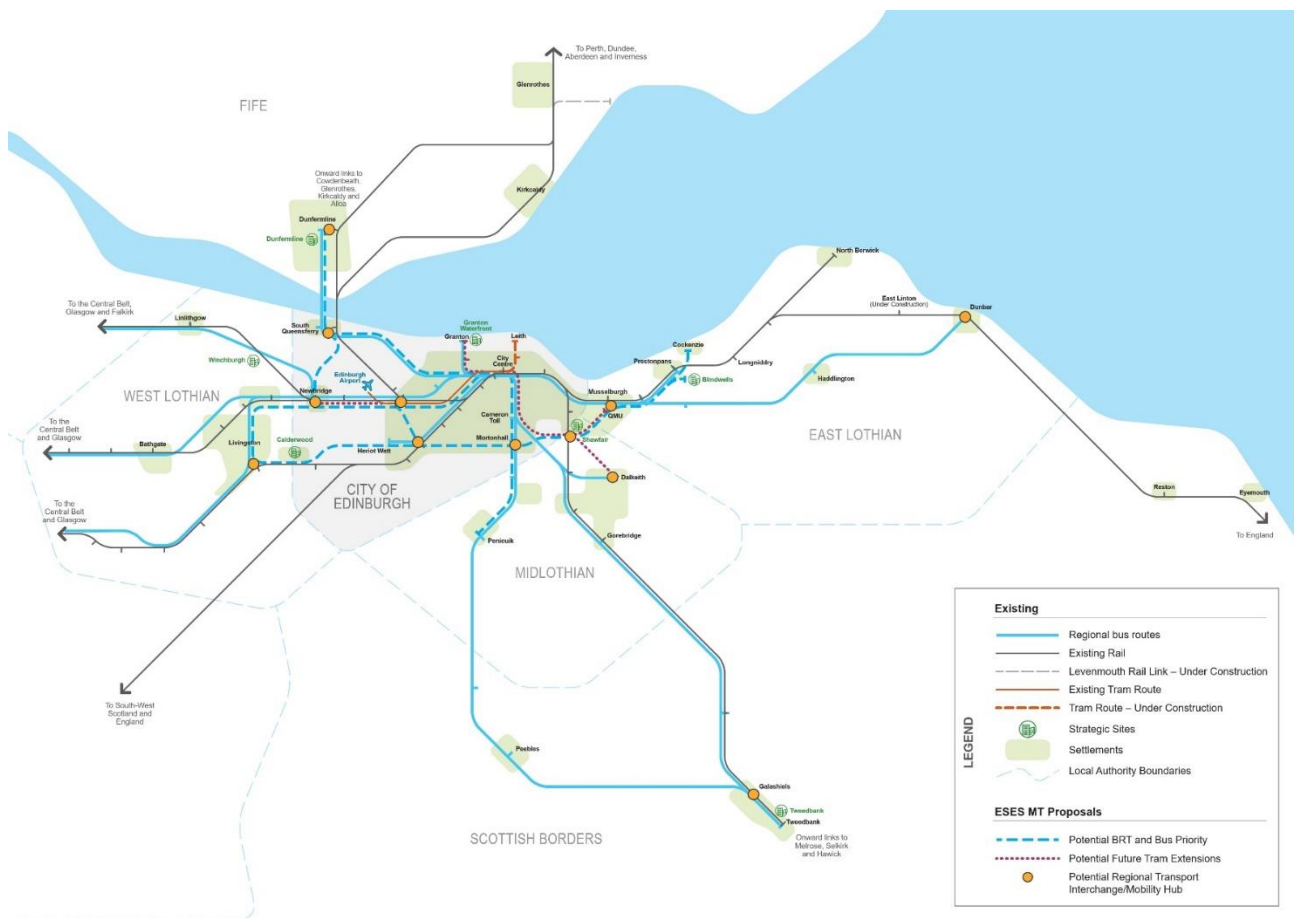 To Perth, Dundee,
Aberdeen and Inverness
Glenrothes
FIFE
Kirkcaldy
Onward links to
Cowdenbeath,
Glenrothes,
Kirkcaldy and
Alloa
Dunfermline
Dunfermline
North Berwick
East Linton
(Under Construction)
Dunbar
To the Central Belt,
Glasgow and Falkirk
Linlithgow
South
Queensferry
Granton
Waterfront
Granton
Leith
Cockenzie
Winchburgh
City
Centre
Prestonpans
Longniddry
Edinburgh
Airport
Blindwells
Haddington
WEST LOTHIAN
Newbridge
Musselburgh
QMU
Cameron
Toll
EAST LOTHIAN
To the
Central Belt
and Glasgow
Bathgate
Livingston
Calderwood
Heriot Watt
Mortonhall
Shawfair
Dalkeith
CITY OF
EDINBURGH
Reston
Eyemouth
To the
Central Belt
and Glasgow
Penicuik
Gorebridge
To England
MIDLOTHIAN
To South-West
Scotland and
England
Peebles
Galashiels
Tweedbank
Tweedbank
SCOTTISH BORDERS
Onward links to
Melrose, Selkirk
and Hawick
LEGEND
Existing
Regional bus routes
Existing Rail
Levenmouth Rail Link – Under Construction
Existing Tram Route
Tram Route – Under Construction
Strategic Sites
Settlements
Local Authority Boundaries
ESES MT Proposals
Potential BRT and Bus Priority
Potential Future Tram Extensions
Potential Regional Transport
Interchange/Mobility Hub